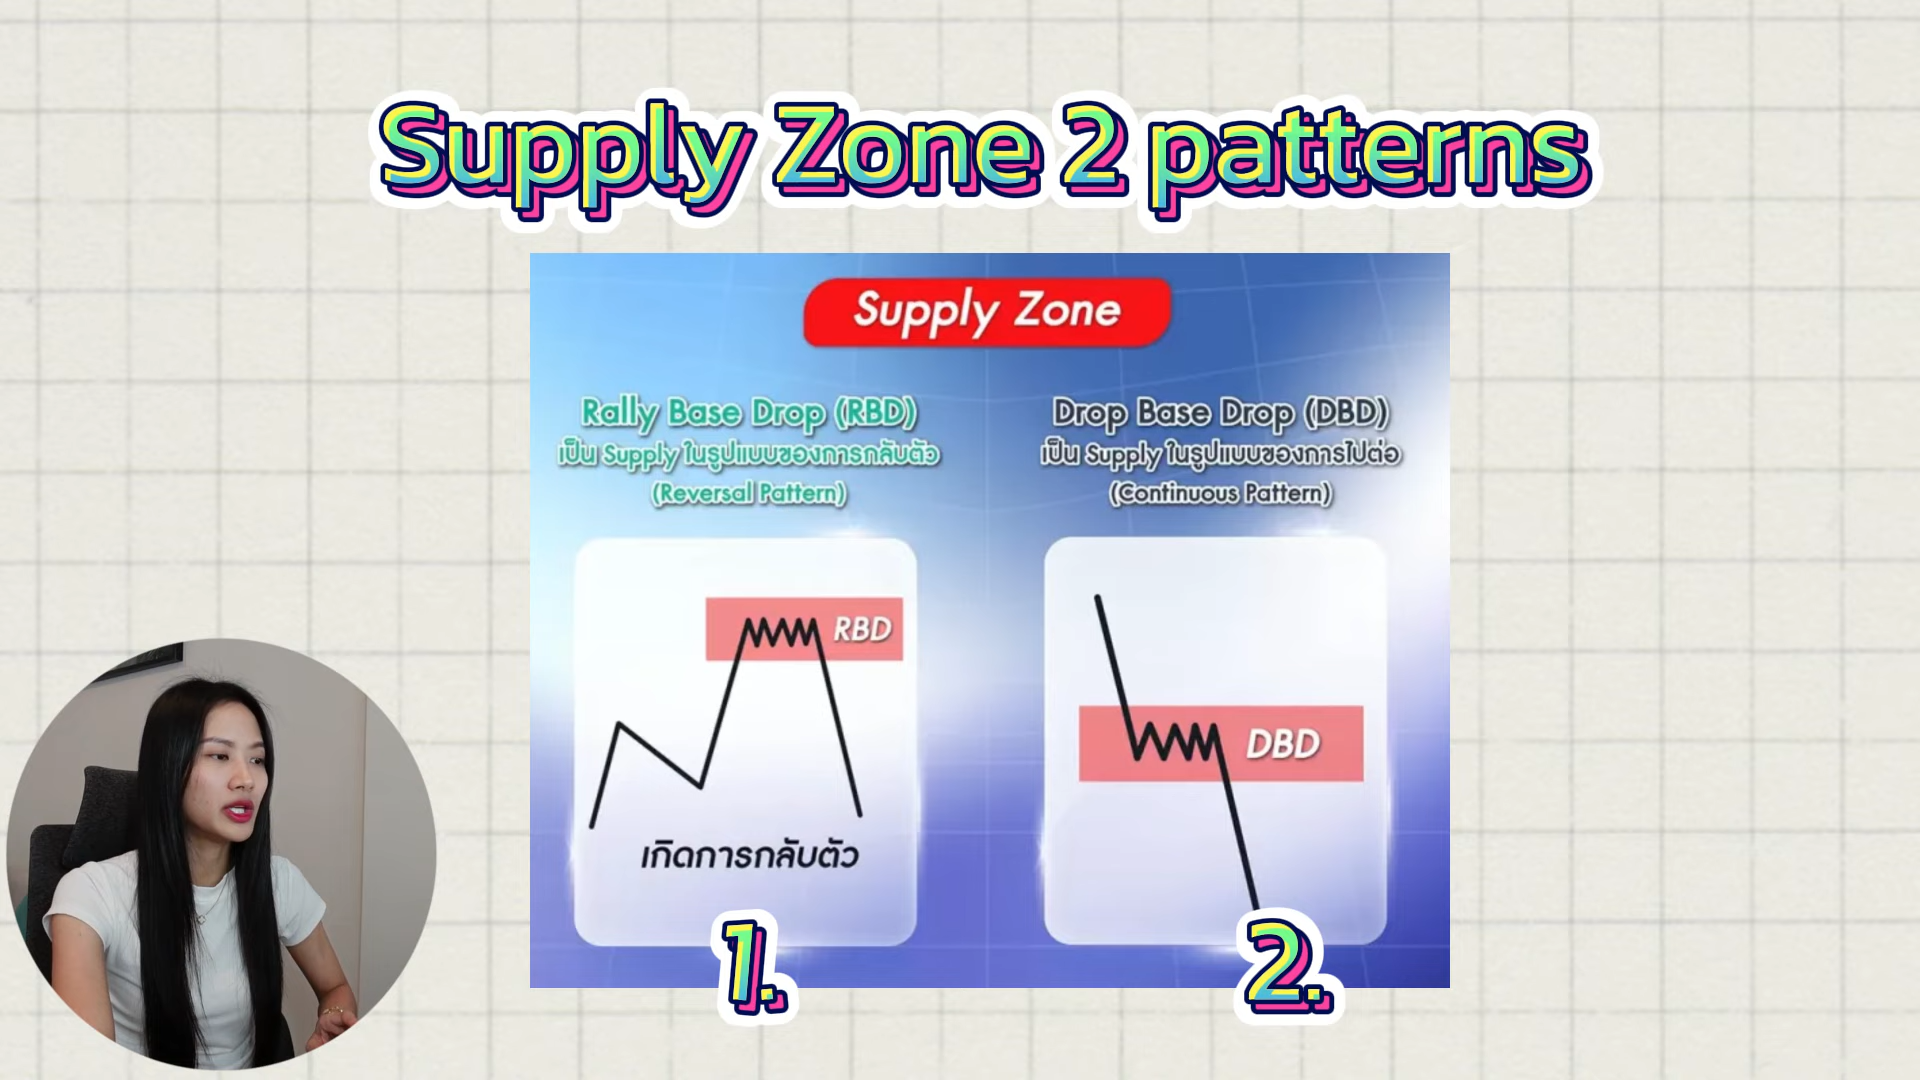 Supply Zone 2 patterns
Supply Zone
Rally Base Drop (RBD)
เป็น Supply ในรูปแบบของการกลับตัว
(Reversal Pattern)
RBD
เกิดการกลับตัว
1.
Drop Base Drop (DBD)
เป็น Supply ในรูปแบบของการไปต่อ
(Continuous Pattern)
DBD
2.